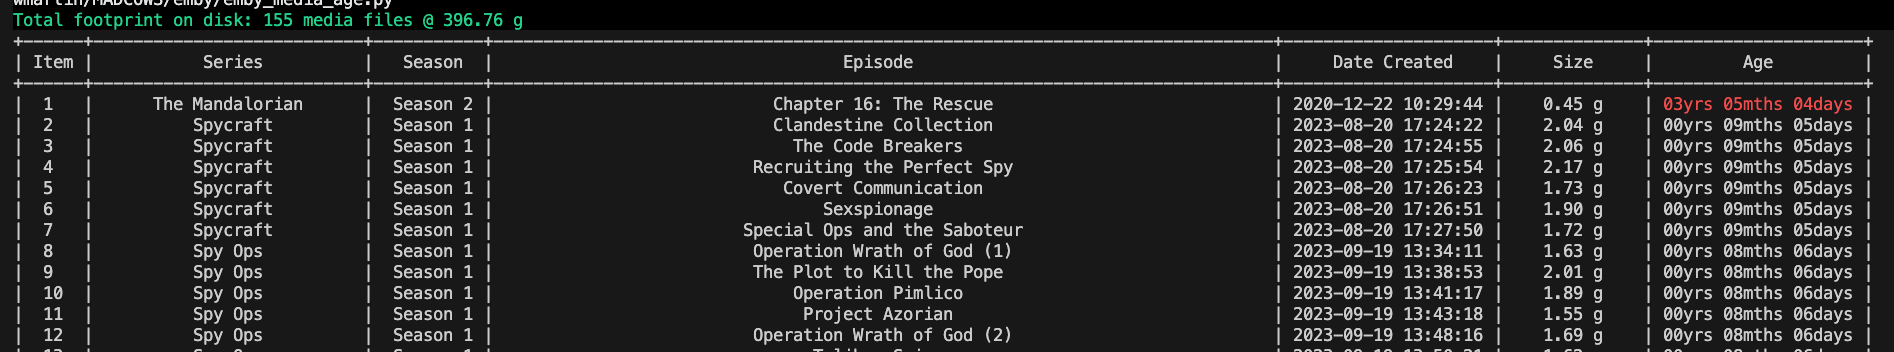 wmartin/MADCOWS/emby/emby_media_age.py
Total footprint on disk: 155 media files @ 396.76 g
| Item | Series | Season | Episode | Date Created | Size | Age |
| 1 | The Mandalorian | Season 2 | Chapter 16: The Rescue | 2020-12-22 10:29:44 | 0.45 g | 03yrs 05mths 04days |
| 2 | Spycraft | Season 1 | Clandestine Collection | 2023-08-20 17:24:22 | 2.04 g | 00yrs 09mths 05days |
| 3 | Spycraft | Season 1 | The Code Breakers | 2023-08-20 17:24:55 | 2.06 g | 00yrs 09mths 05days |
| 4 | Spycraft | Season 1 | Recruiting the Perfect Spy | 2023-08-20 17:25:54 | 2.17 g | 00yrs 09mths 05days |
| 5 | Spycraft | Season 1 | Covert Communication | 2023-08-20 17:26:23 | 1.73 g | 00yrs 09mths 05days |
| 6 | Spycraft | Season 1 | Sexspionage | 2023-08-20 17:26:51 | 1.90 g | 00yrs 09mths 05days |
| 7 | Spycraft | Season 1 | Special Ops and the Saboteur | 2023-08-20 17:27:50 | 1.72 g | 00yrs 09mths 05days |
| 8 | Spy Ops | Season 1 | Operation Wrath of God (1) | 2023-09-19 13:34:11 | 1.63 g | 00yrs 08mths 06days |
| 9 | Spy Ops | Season 1 | The Plot to Kill the Pope | 2023-09-19 13:38:53 | 2.01 g | 00yrs 08mths 06days |
| 10 | Spy Ops | Season 1 | Operation Pimlico | 2023-09-19 13:41:17 | 1.89 g | 00yrs 08mths 06days |
| 11 | Spy Ops | Season 1 | Project Azorian | 2023-09-19 13:43:18 | 1.55 g | 00yrs 08mths 06days |
| 12 | Spy Ops | Season 1 | Operation Wrath of God (2) | 2023-09-19 13:48:16 | 1.69 g | 00yrs 08mths 06days |